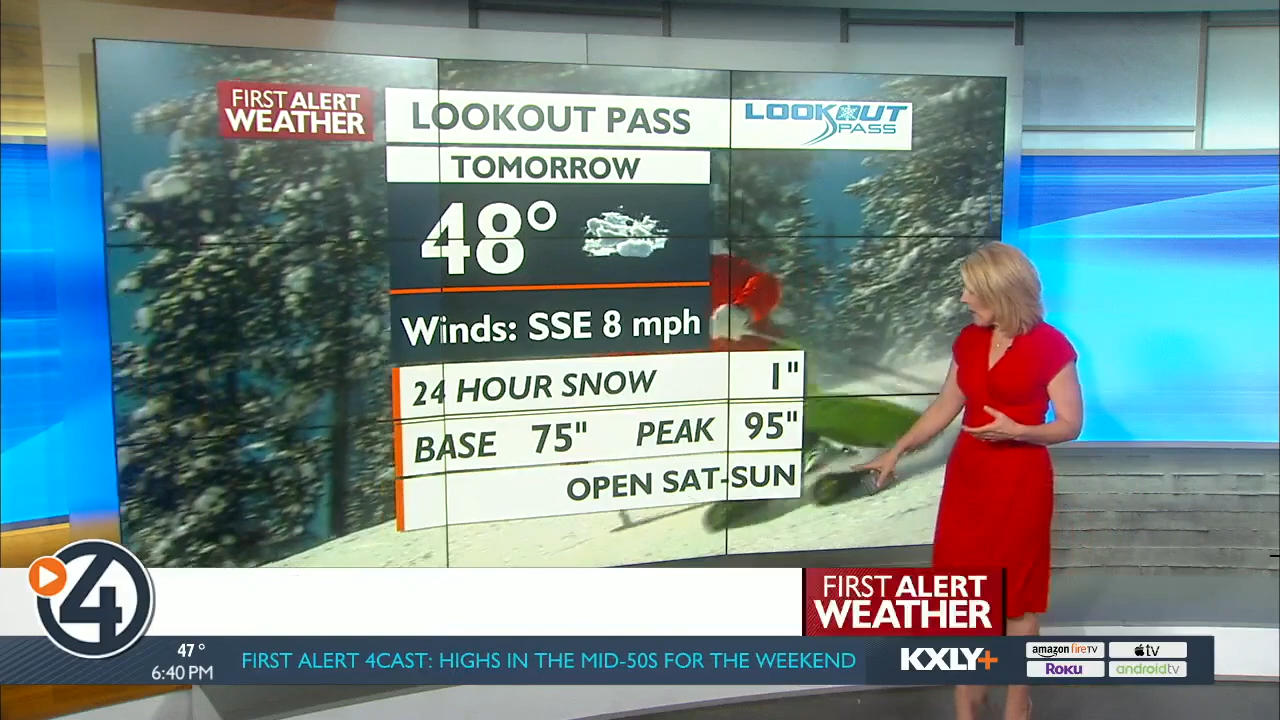 FIRST ALERT
WEATHER
LOOKOUT PASS
LOOKOUT
PASS
TOMORROW
48°
Winds: SSE 8 mph
24 HOUR SNOW 1"
BASE 75" PEAK 95"
OPEN SAT-SUN
4
FIRST ALERT
WEATHER
47°
6:40 PM
FIRST ALERT 4CAST: HIGHS IN THE MID-50S FOR THE WEEKEND
KXLY+
amazon fireTV
tv
ROKU
androidtv